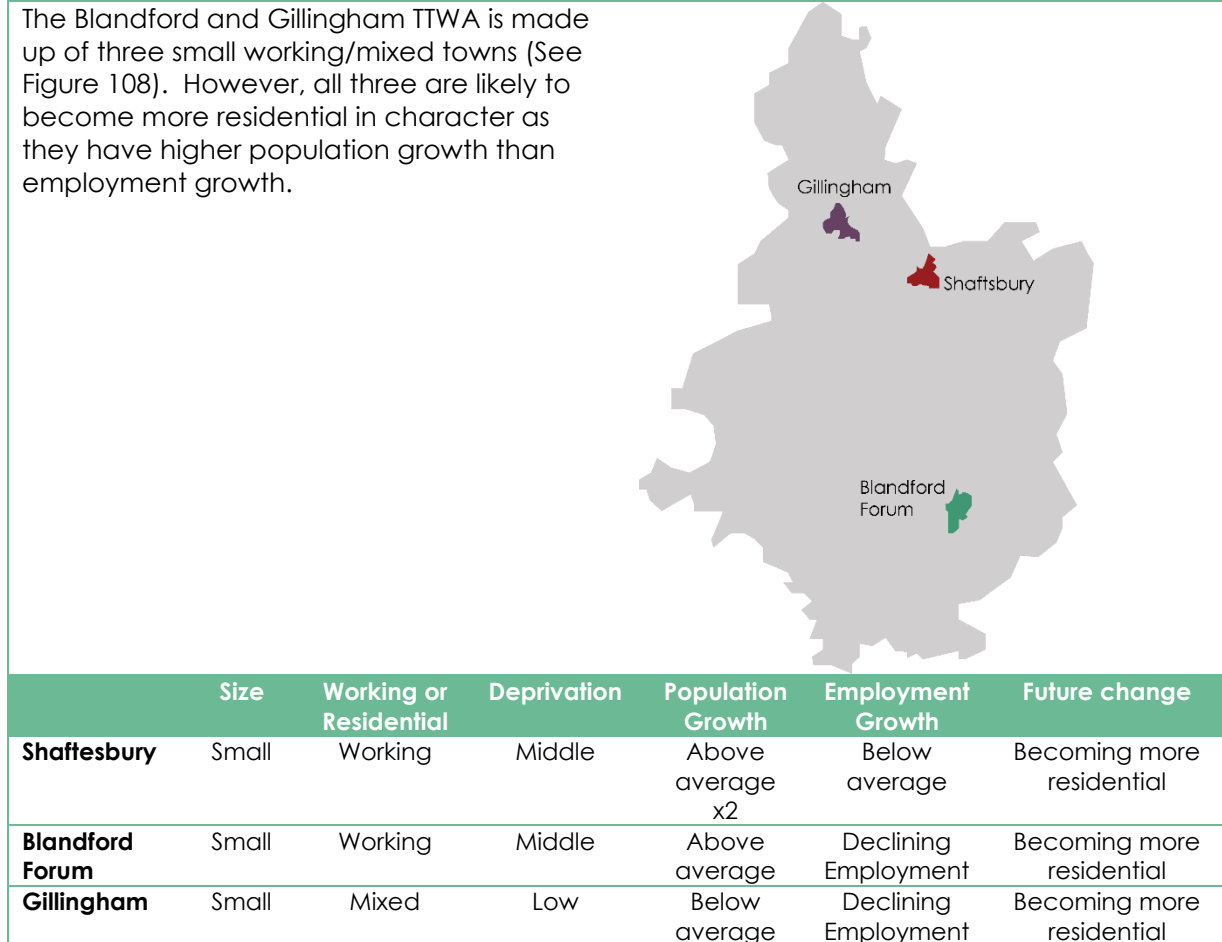 The Blandford and Gillingham TTWA is made
up of three small working/mixed towns (See
Figure 108). However, all three are likely to
become more residential in character as
they have higher population growth than
employment growth.
Gillingham
Shaftsbury
Blandford
Forum
Size Working or Residential Deprivation Population Growth Employment Growth Future change
Shaftesbury Small Working Middle Above average x2 Below average Becoming more residential
Blandford Forum Small Working Middle Above average Declining Employment Becoming more residential
Gillingham Small Mixed Low Below average Declining Employment Becoming more residential